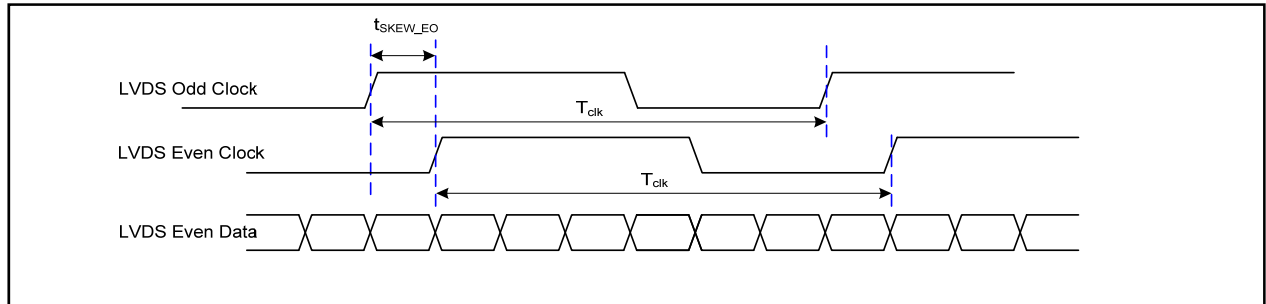 tSKEW_EO
LVDS Odd Clock
Tclk
LVDS Even Clock
Tclk
LVDS Even Data